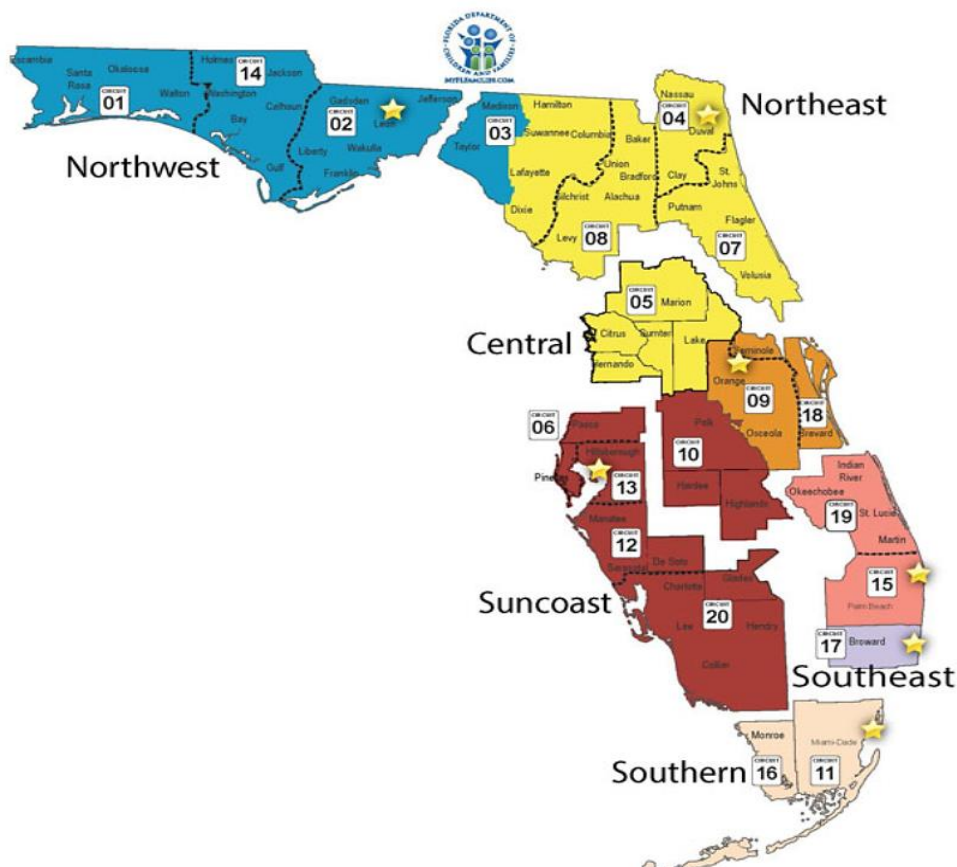 FLORIDA DEPARTMENT OF
CHILDREN AND FAMILIES
MYFLFAMILIES.COM
Escambia
Santa
Rosa
Okaloosa
Walton
CIRCUIT
01
Holmes
CIRCUIT
14
Jackson
Washington
Calhoun
Bay
Gulf
Northwest
Gadsden
Jefferson
CIRCUIT
02
Leon
Liberty
Wakulla
Franklin
Madison
CIRCUIT
03
Taylor
Hamilton
Suwannee
Columbia
Baker
Lafayette
Union
Bradford
Gilchrist
Alachua
Dixie
Levy
CIRCUIT
08
Nassau
CIRCUIT
04
Duval
Northeast
Clay
St.
Johns
Putnam
Flagler
CIRCUIT
07
Volusia
CIRCUIT
05
Marion
Citrus
Sumter
Lake
Hernando
Central
Seminole
Orange
CIRCUIT
09
Osceola
CIRCUIT
18
Brevard
CIRCUIT
06
Pasco
Hillsborough
Pinellas
CIRCUIT
13
Polk
CIRCUIT
10
Hardee
Highlands
Manatee
CIRCUIT
12
Sarasota
De Soto
Charlotte
Glades
CIRCUIT
20
Lee
Hendry
Collier
Suncoast
Indian
River
Okeechobee
CIRCUIT
19
St. Lucie
Martin
CIRCUIT
15
Palm Beach
CIRCUIT
17
Broward
Southeast
Monroe
Miami-Dade
CIRCUIT
16
CIRCUIT
11
Southern